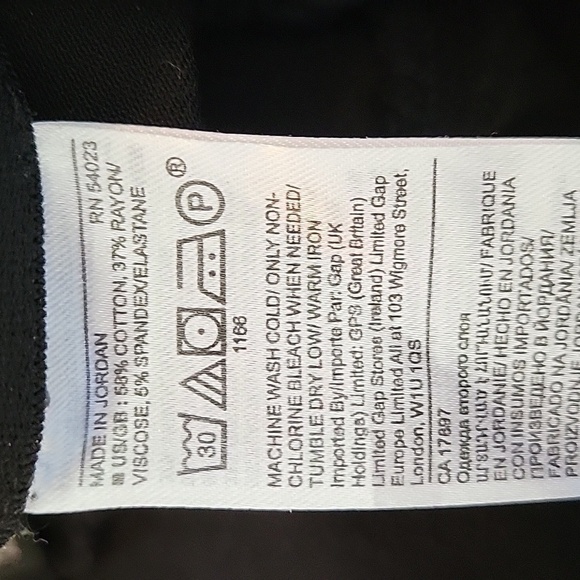 MADE IN JORDAN RN 54023
US/GB : 58% COTTON, 37% RAYON/
VISCOSE, 5% SPANDEX/ELASTANE
30 P ®
1166
MACHINE WASH COLD/ ONLY NON-
CHLORINE BLEACH WHEN NEEDED/
TUMBLE DRY LOW/ WARM IRON
Imported By/Importe Par: Gap (UK
Holdings) Limited: GPS (Great Britain)
Limited Gap Stores (Ireland) Limited Gap
Europe Limited All at 103 Wigmore Street,
London, W1U 1QS
CA 17897
Одежда второго слоя
ԱՐՏԱԴՐՎԱԾ Է ՀՈՐԴԱՆԱՆՈՒՄ/ FABRIQUE
EN JORDANIE/ HECHO EN JORDANIA
CON INSUMOS IMPORTADOS/
ПРОИЗВЕДЕНО В ИОРДАНИЯ/
FABRICADO NA JORDÂNIA/ ZEMLJA